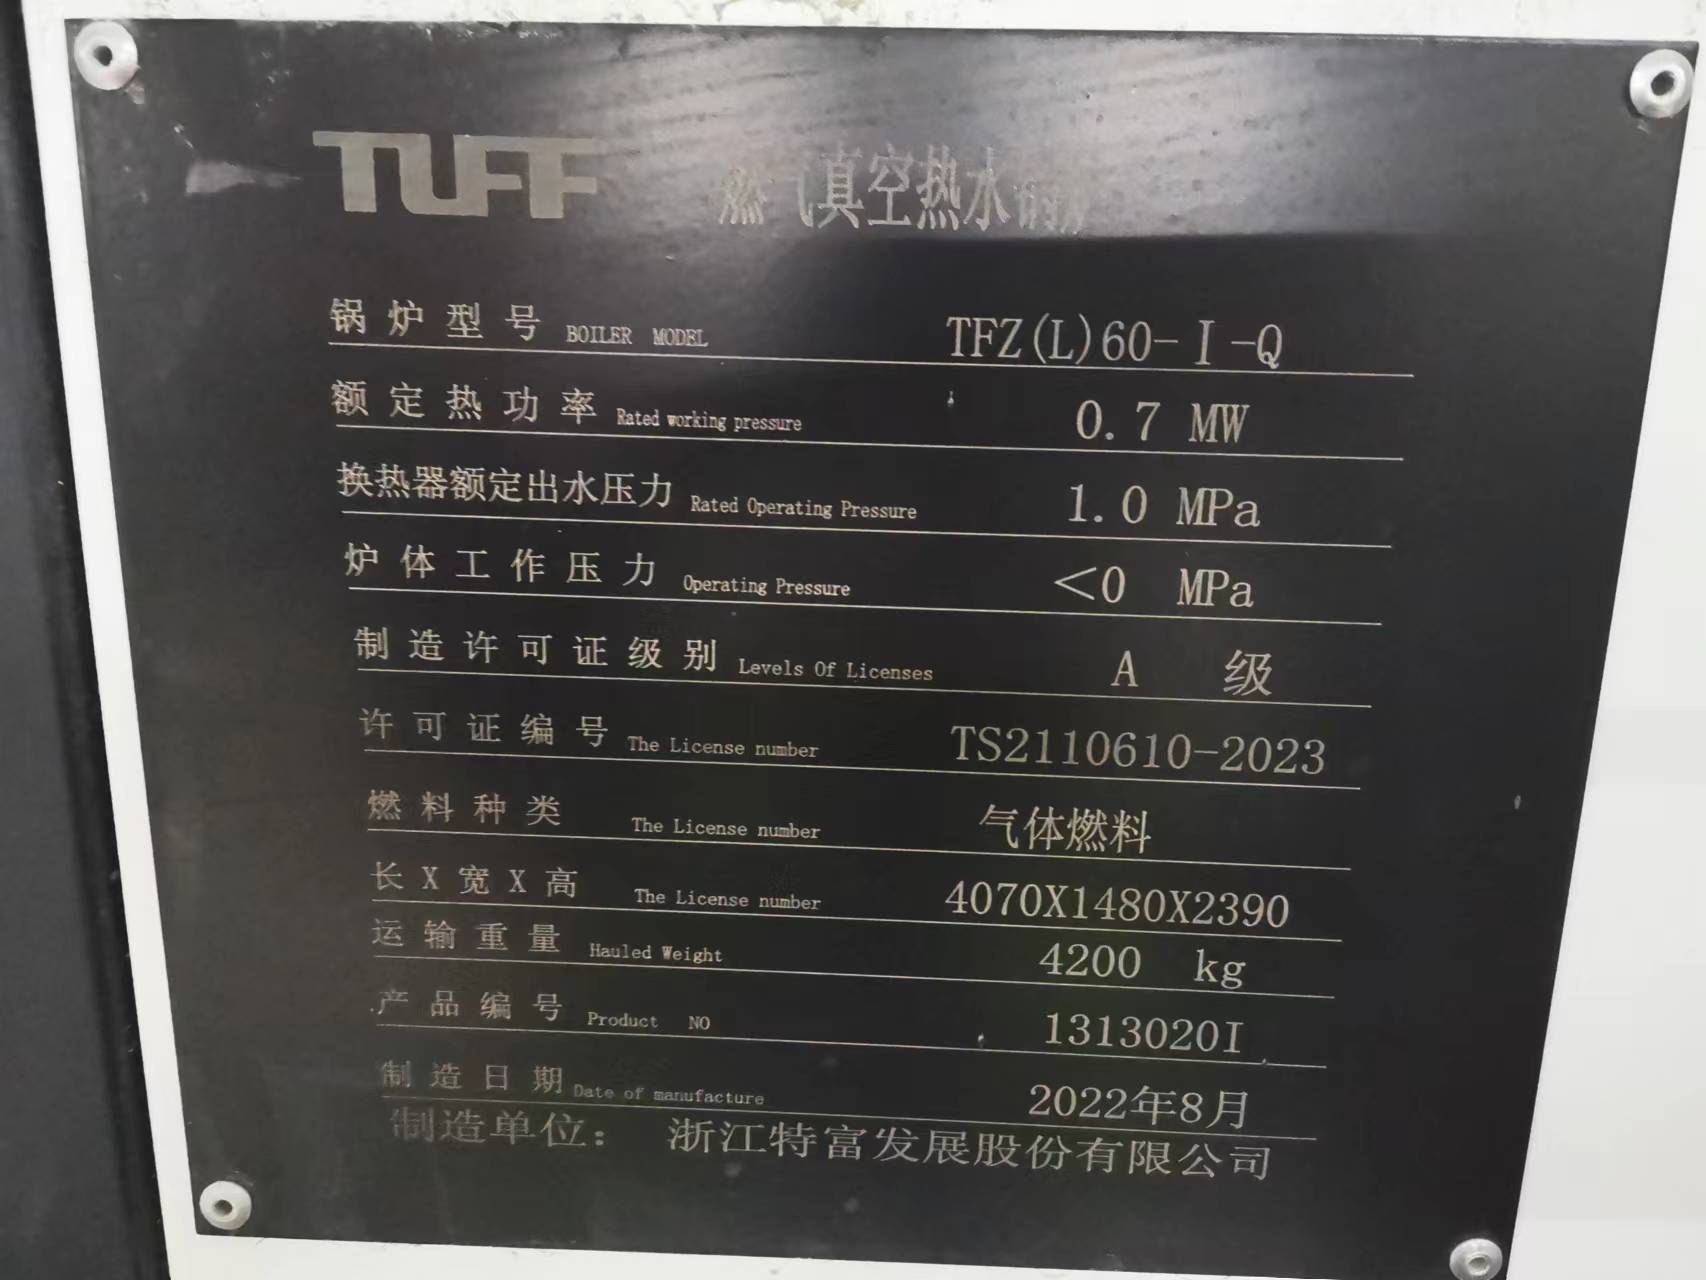 TUFF 燃气真空热水锅炉
锅炉型号 BOILER MODEL TFZ(L)60-I-Q
额定热功率 Rated working pressure 0.7 MW
换热器额定出水压力 Rated Operating Pressure 1.0 MPa
炉体工作压力 Operating Pressure <0 MPa
制造许可证级别 Levels Of Licenses A 级
许可证编号 The License number TS2110610-2023
燃料种类 The License number 气体燃料
长X宽X高 The License number 4070X1480X2390
运输重量 Hauled Weight 4200 kg
产品编号 Product NO 1313020I
制造日期 Date of manufacture 2022年8月
制造单位： 浙江特富发展股份有限公司